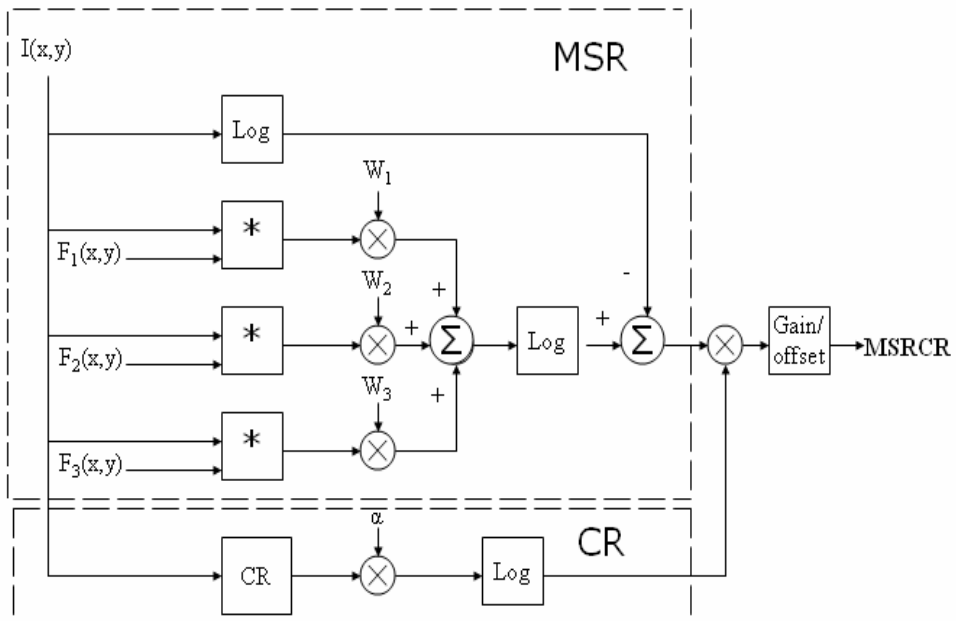 I(x,y)
MSR
Log
W1
*
F1(x,y)
W2
+
-
*
+
Σ
Log
+
Σ
Gain/
offset
MSRCR
F2(x,y)
W3
+
*
F3(x,y)
α
CR
CR
Log